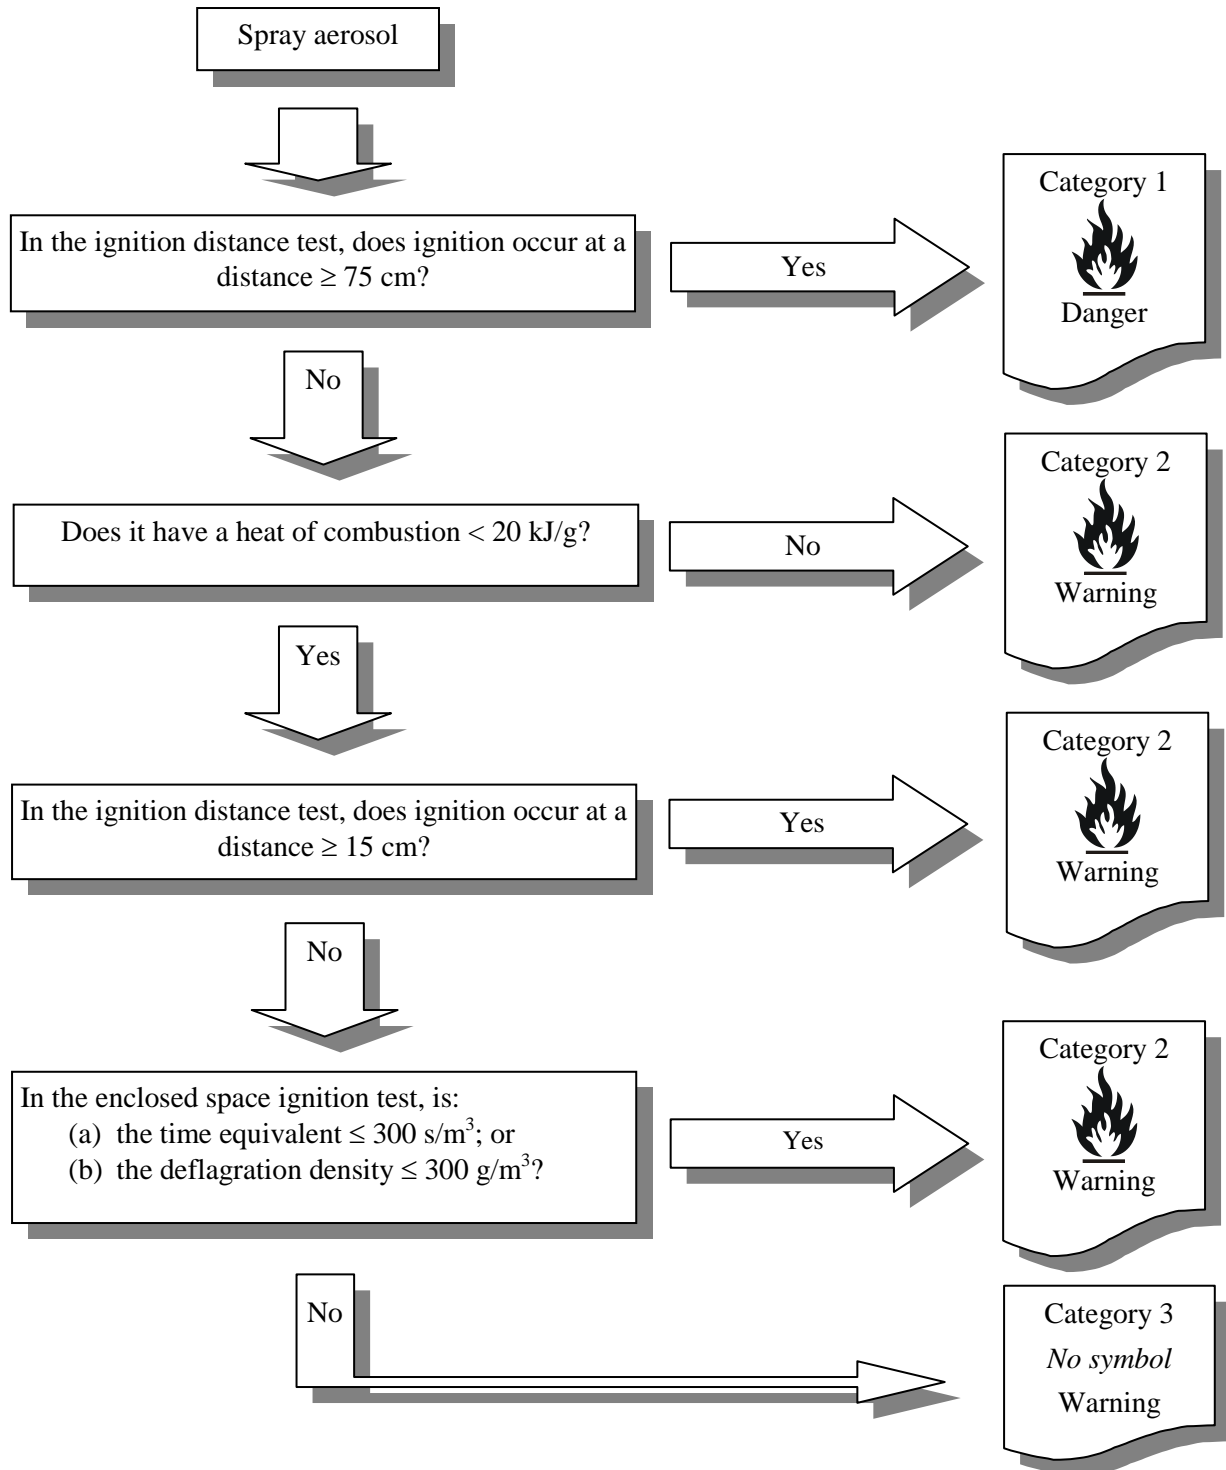 Spray aerosol
In the ignition distance test, does ignition occur at a
distance ≥ 75 cm?
Yes
Category 1
Danger
No
Does it have a heat of combustion < 20 kJ/g?
No
Category 2
Warning
Yes
In the ignition distance test, does ignition occur at a
distance ≥ 15 cm?
Yes
Category 2
Warning
No
In the enclosed space ignition test, is:
(a) the time equivalent ≤ 300 s/m³; or
(b) the deflagration density ≤ 300 g/m³?
Yes
Category 2
Warning
No
Category 3
No symbol
Warning